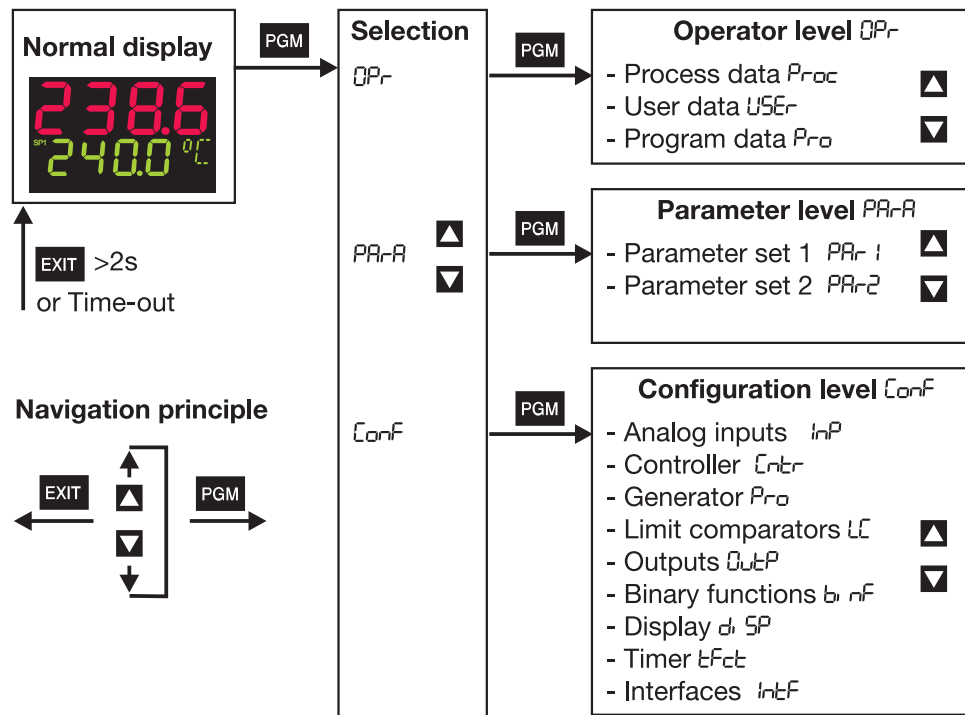 Normal display
238.6
SP1 240.0 °C
EXIT >2s
or Time-out
Navigation principle
EXIT
PGM
PGM
Selection
OPr
PArA
ConF
PGM
Operator level OPr
- Process data Proc
- User data USEr
- Program data Pro
PGM
Parameter level PArA
- Parameter set 1 PAr1
- Parameter set 2 PAr2
PGM
Configuration level ConF
- Analog inputs InP
- Controller Cntr
- Generator Pro
- Limit comparators LC
- Outputs OutP
- Binary functions binF
- Display diSP
- Timer tFct
- Interfaces IntF